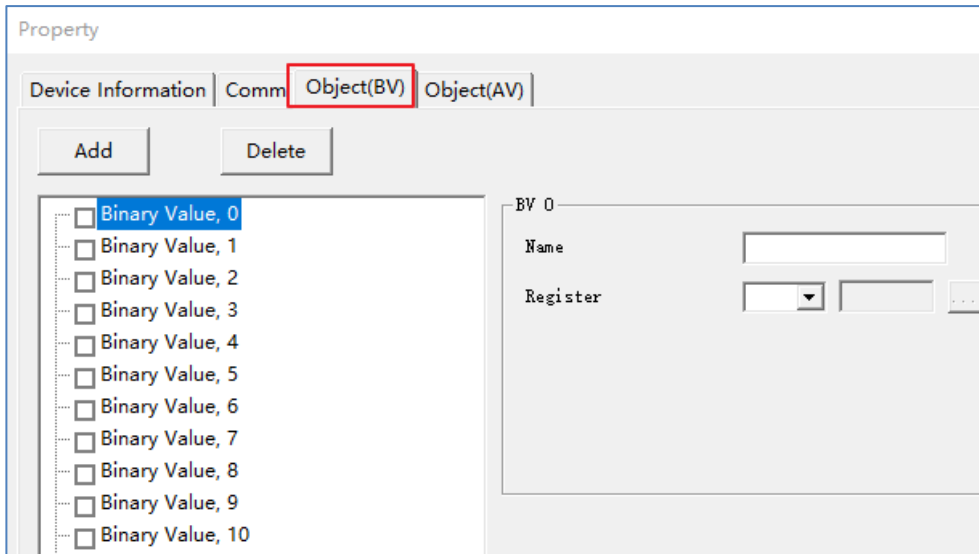 Property
Device Information Comm Object(BV) Object(AV)
Add Delete
Binary Value, 0
Binary Value, 1
Binary Value, 2
Binary Value, 3
Binary Value, 4
Binary Value, 5
Binary Value, 6
Binary Value, 7
Binary Value, 8
Binary Value, 9
Binary Value, 10
BV 0
Name
Register
...